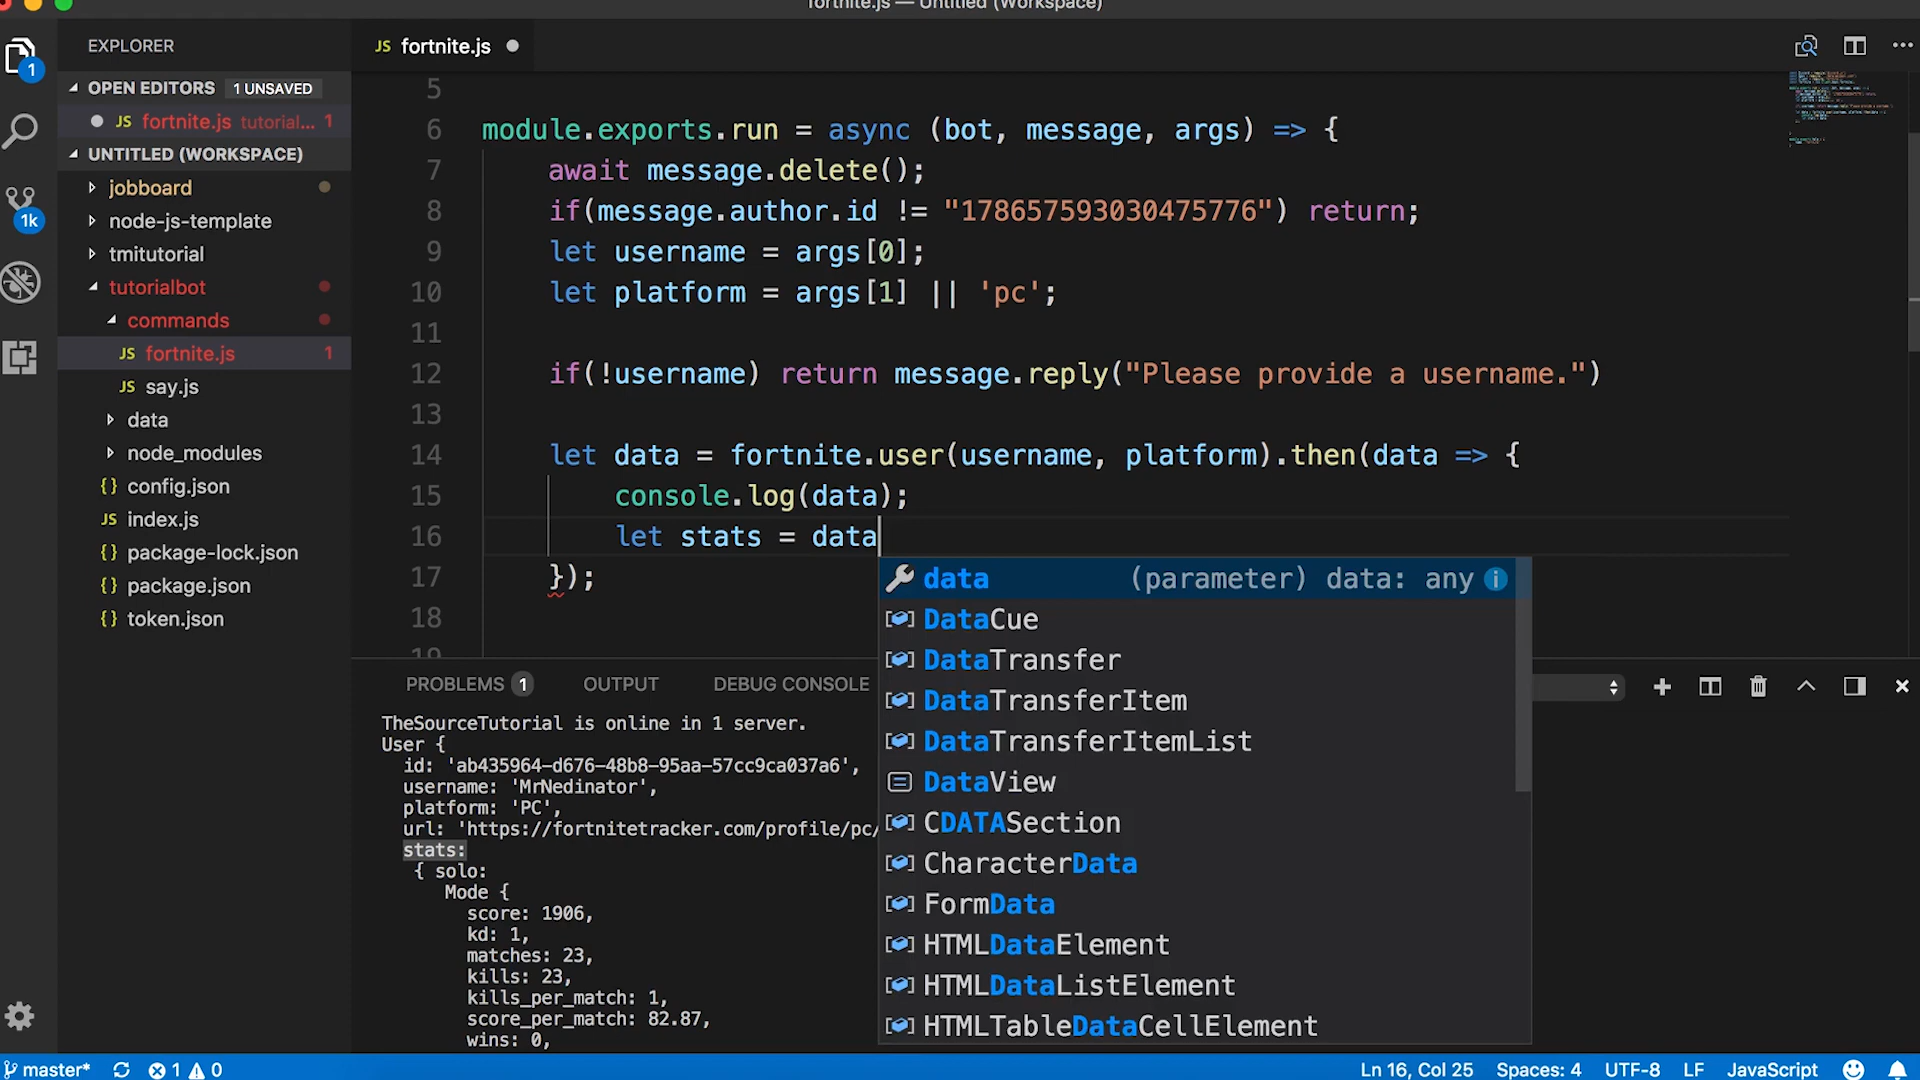 fortnite.js — Untitled (Workspace)
EXPLORER
JS fortnite.js
1
OPEN EDITORS 1 UNSAVED
JS fortnite.js tutorial... 1
UNTITLED (WORKSPACE)
jobboard
1k
node-js-template
tmitutorial
tutorialbot
commands
JS fortnite.js 1
JS say.js
data
node_modules
{} config.json
JS index.js
{} package-lock.json
{} package.json
{} token.json
5
6 module.exports.run = async (bot, message, args) => {
7 await message.delete();
8 if(message.author.id != "178657593030475776") return;
9 let username = args[0];
10 let platform = args[1] || 'pc';
11
12 if(!username) return message.reply("Please provide a username.")
13
14 let data = fortnite.user(username, platform).then(data => {
15 console.log(data);
16 let stats = data
17 });
18
19
data (parameter) data: any
DataCue
DataTransfer
DataTransferItem
DataTransferItemList
DataView
CDATASection
CharacterData
FormData
HTMLDataElement
HTMLDataListElement
HTMLTableDataCellElement
PROBLEMS 1 OUTPUT DEBUG CONSOLE
TheSourceTutorial is online in 1 server.
User {
id: 'ab435964-d676-48b8-95aa-57cc9ca037a6',
username: 'MrNedinator',
platform: 'PC',
url: 'https://fortnitetracker.com/profile/pc/
stats:
{ solo:
Mode {
score: 1906,
kd: 1,
matches: 23,
kills: 23,
kills_per_match: 1,
score_per_match: 82.87,
wins: 0,
master* 1 0 Ln 16, Col 25 Spaces: 4 UTF-8 LF JavaScript